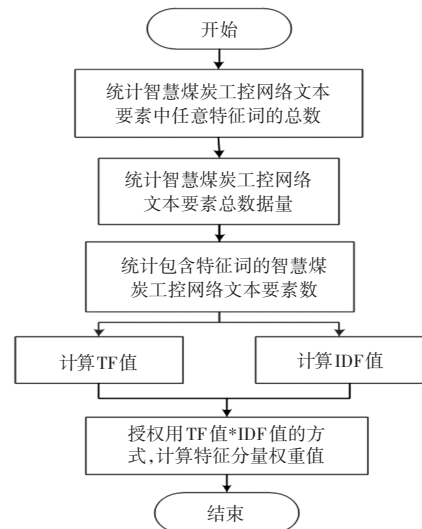 开始
统计智慧煤炭工控网络文本
要素中任意特征词的总数
统计智慧煤炭工控网络
文本要素总数据量
统计包含特征词的智慧煤
炭工控网络文本要素数
计算TF值
计算IDF值
授权用TF值*IDF值的方
式,计算特征分量权重值
结束